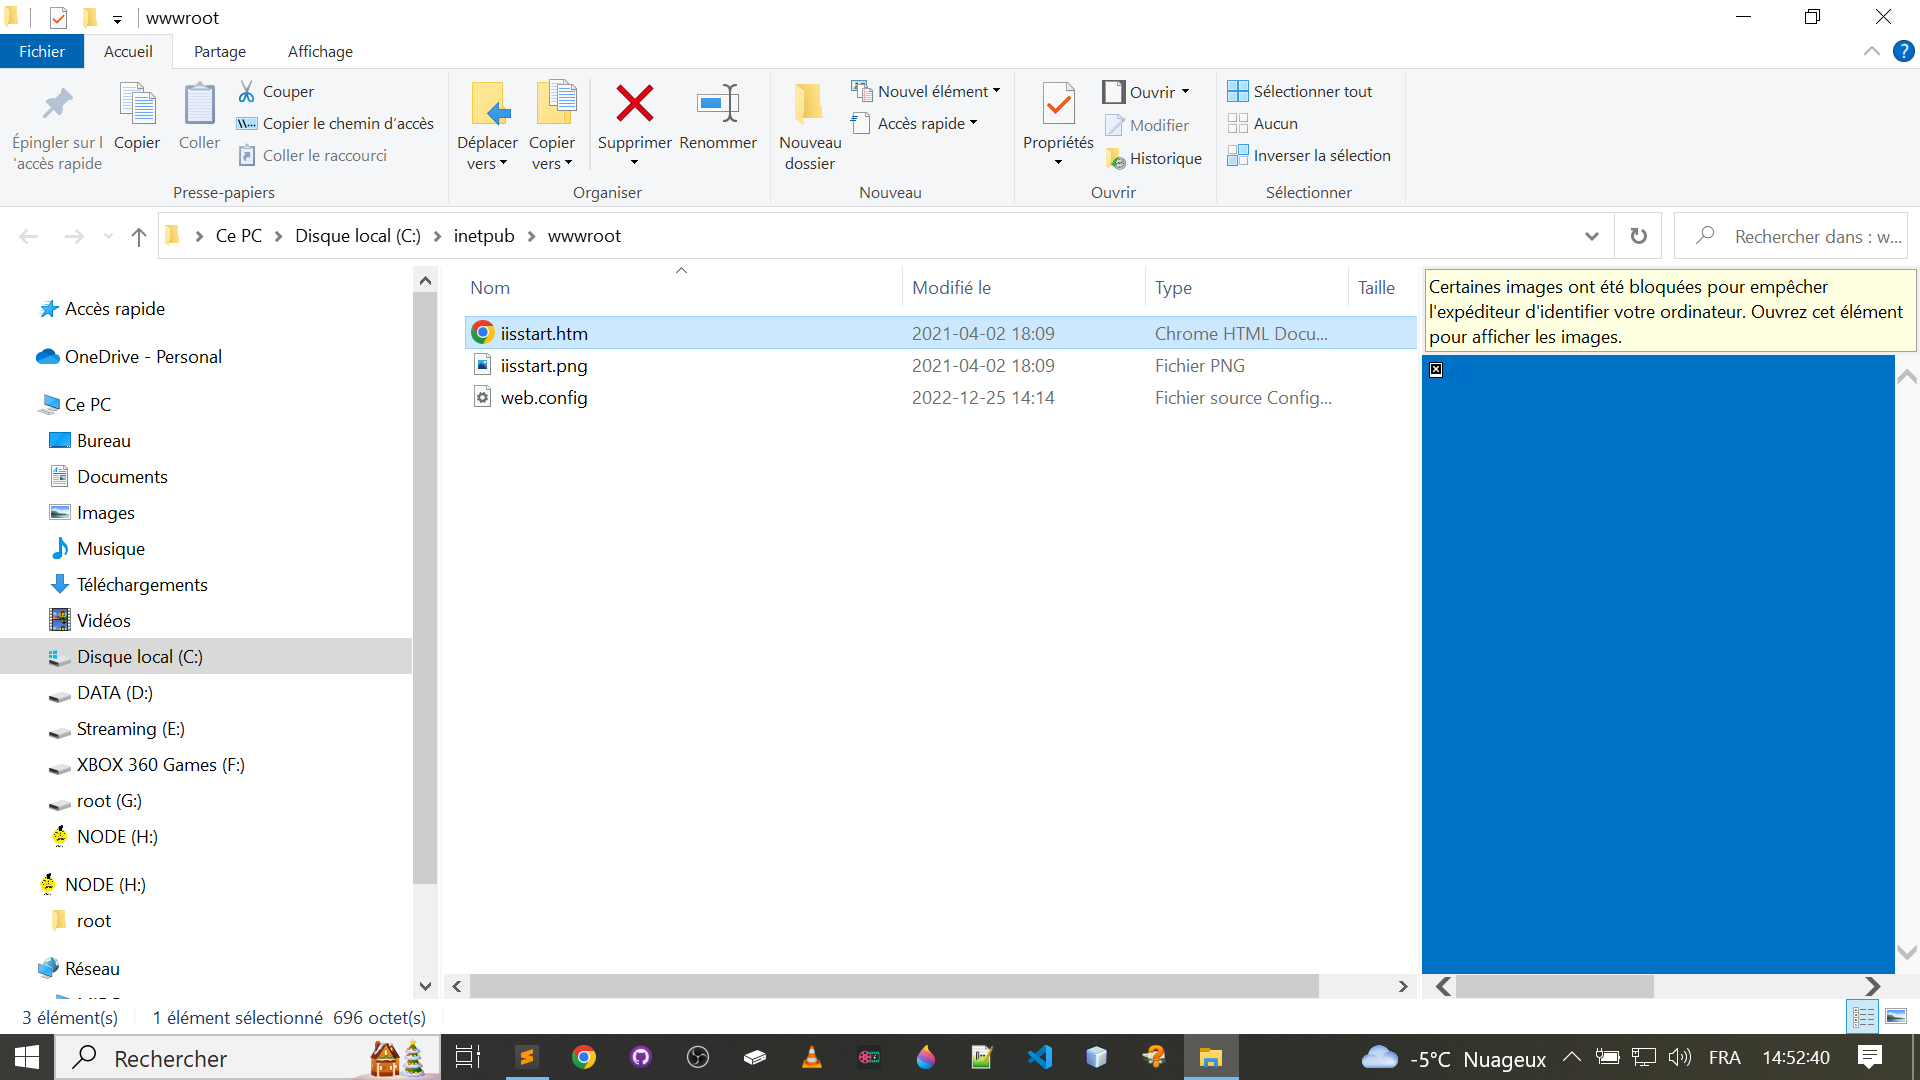 wwwroot
Fichier
Accueil
Partage
Affichage
Épingler sur l
'accès rapide
Copier
Coller
Couper
Copier le chemin d'accès
Coller le raccourci
Presse-papiers
Déplacer
vers
Copier
vers
Supprimer
Renommer
Organiser
Nouveau
dossier
Nouvel élément
Accès rapide
Nouveau
Propriétés
Ouvrir
Modifier
Historique
Ouvrir
Sélectionner tout
Aucun
Inverser la sélection
Sélectionner
Ce PC
Disque local (C:)
inetpub
wwwroot
Rechercher dans : w...
Accès rapide
OneDrive - Personal
Ce PC
Bureau
Documents
Images
Musique
Téléchargements
Vidéos
Disque local (C:)
DATA (D:)
Streaming (E:)
XBOX 360 Games (F:)
root (G:)
NODE (H:)
NODE (H:)
root
Réseau
Nom
Modifié le
Type
Taille
iisstart.htm
2021-04-02 18:09
Chrome HTML Docu...
iisstart.png
2021-04-02 18:09
Fichier PNG
web.config
2022-12-25 14:14
Fichier source Config...
Certaines images ont été bloquées pour empêcher
l'expéditeur d'identifier votre ordinateur. Ouvrez cet élément
pour afficher les images.
3 élément(s)
1 élément sélectionné 696 octet(s)
Rechercher
-5°C Nuageux
FRA
14:52:40